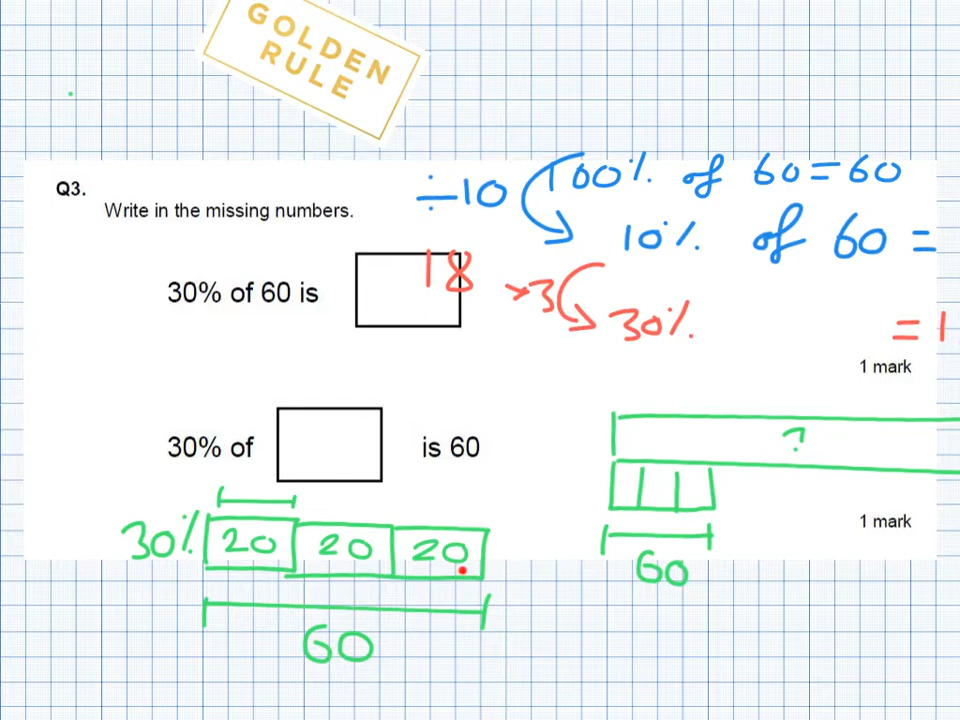 GOLDEN
RULE
Q3.
Write in the missing numbers.
÷10
100% of 60 = 60
10% of 60 =
30% of 60 is
18
×3
30%
= 1
1 mark
30% of
is 60
?
1 mark
30%
20
20
20
60
60